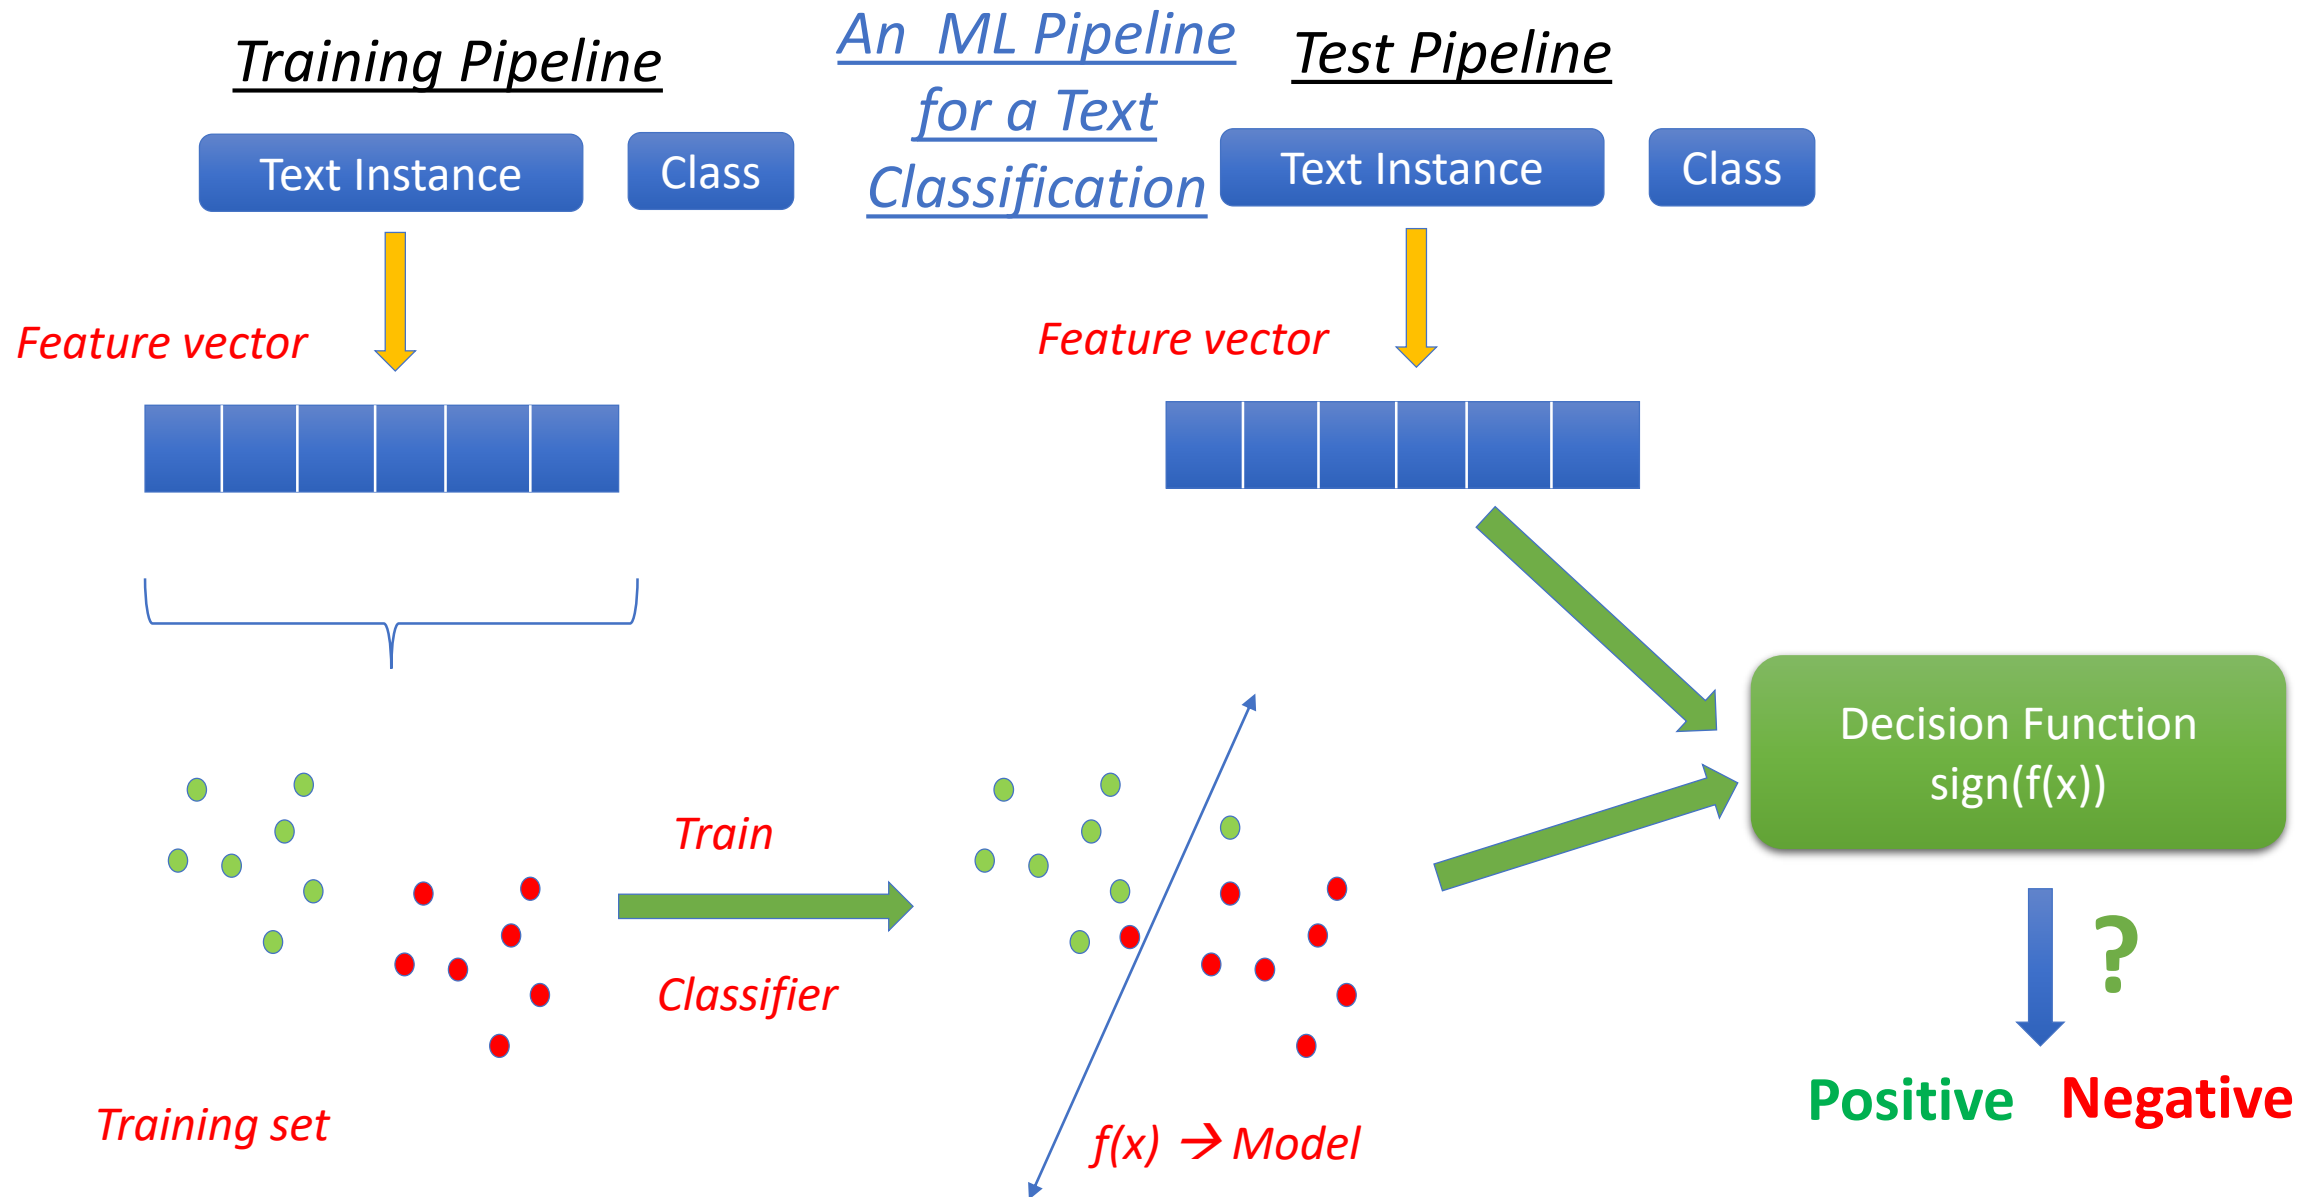 Training Pipeline
An ML Pipeline
for a Text
Classification
Test Pipeline
Text Instance
Class
Text Instance
Class
Feature vector
Feature vector
Decision Function
sign(f(x))
Train
Classifier
?
Training set
f(x) → Model
Positive Negative